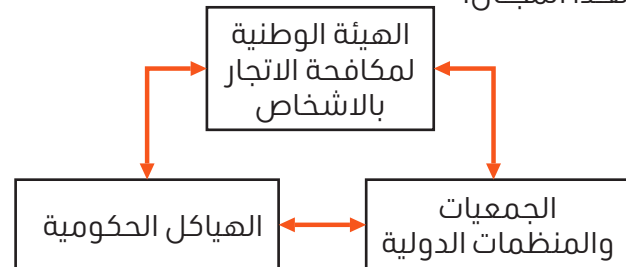 الهيئة الوطنية
لمكافحة الاتجار
بالاشخاص
الجمعيات
والمنظمات الدولية
الهياكل الحكومية